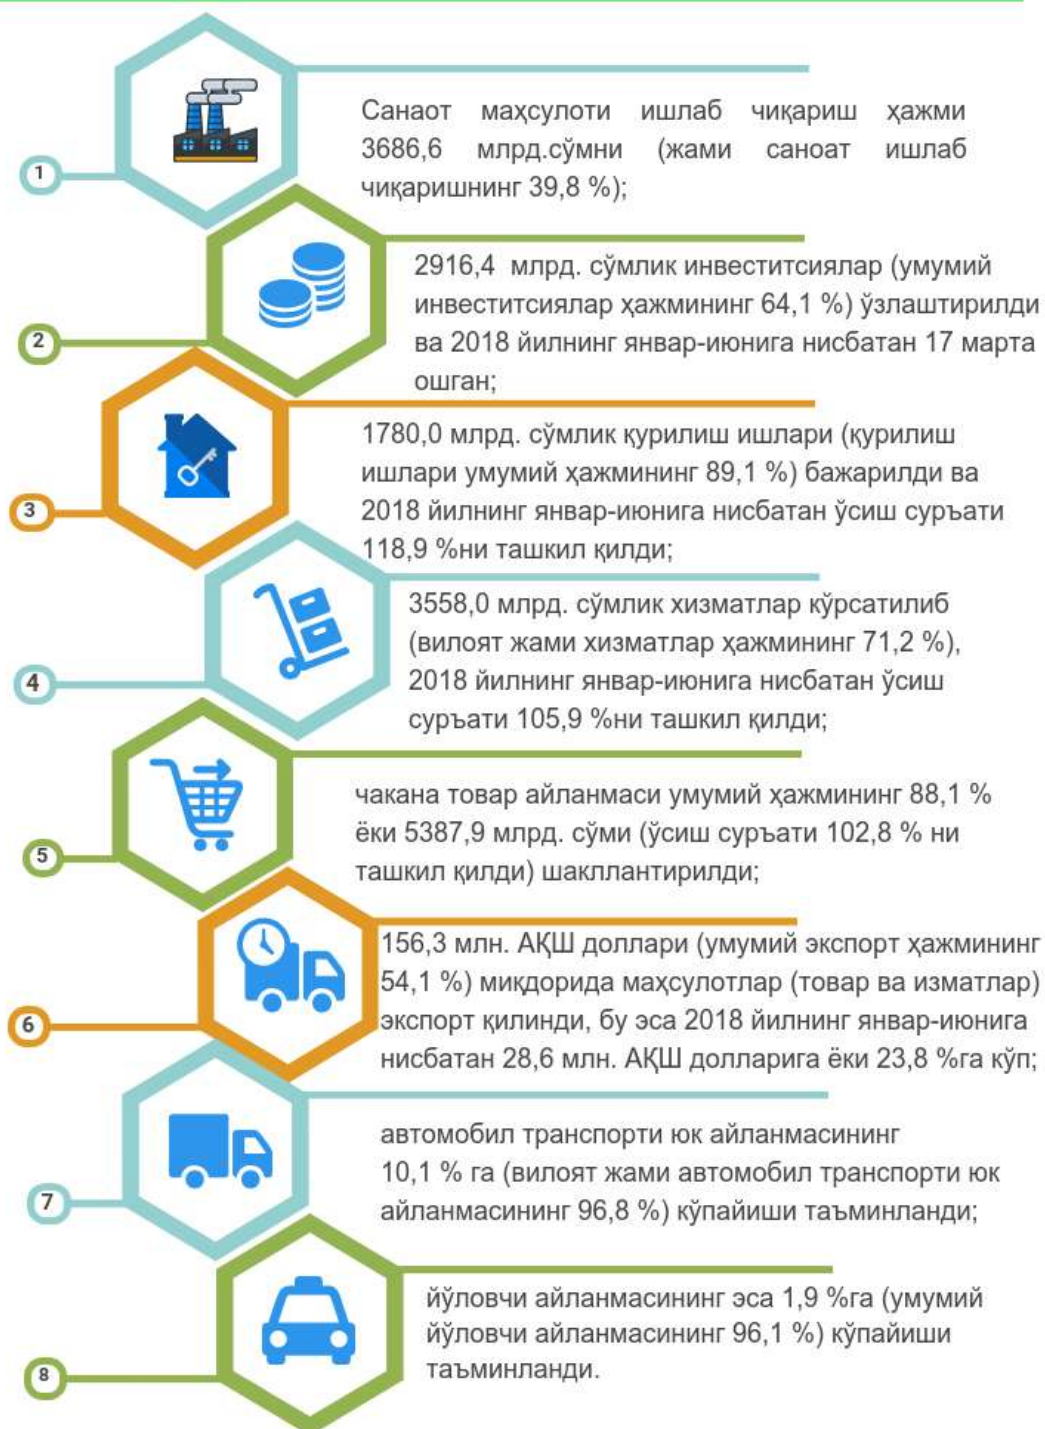 1
Санаот маҳсулоти ишлаб чиқариш ҳажми
3686,6 млрд.сўмни (жами саноат ишлаб
чиқаришнинг 39,8 %);
2
2916,4 млрд. сўмлик инвеститсиялар (умумий
инвеститсиялар ҳажмининг 64,1 %) ўзлаштирилди
ва 2018 йилнинг январ-июнига нисбатан 17 марта
ошган;
3
1780,0 млрд. сўмлик қурилиш ишлари (қурилиш
ишлари умумий ҳажмининг 89,1 %) бажарилди ва
2018 йилнинг январ-июнига нисбатан ўсиш суръати
118,9 %ни ташкил қилди;
4
3558,0 млрд. сўмлик хизматлар кўрсатилиб
(вилоят жами хизматлар ҳажмининг 71,2 %),
2018 йилнинг январ-июнига нисбатан ўсиш
суръати 105,9 %ни ташкил қилди;
5
чакана товар айланмаси умумий ҳажмининг 88,1 %
ёки 5387,9 млрд. сўми (ўсиш суръати 102,8 % ни
ташкил қилди) шакллантирилди;
6
156,3 млн. АҚШ доллари (умумий экспорт ҳажмининг
54,1 %) миқдорида маҳсулотлар (товар ва изматлар)
экспорт қилинди, бу эса 2018 йилнинг январ-июнига
нисбатан 28,6 млн. АҚШ долларига ёки 23,8 %га кўп;
7
автомобил транспорти юк айланмасининг
10,1 % га (вилоят жами автомобил транспорти юк
айланмасининг 96,8 %) кўпайиши таъминланди;
8
йўловчи айланмасининг эса 1,9 %га (умумий
йўловчи айланмасининг 96,1 %) кўпайиши
таъминланди.